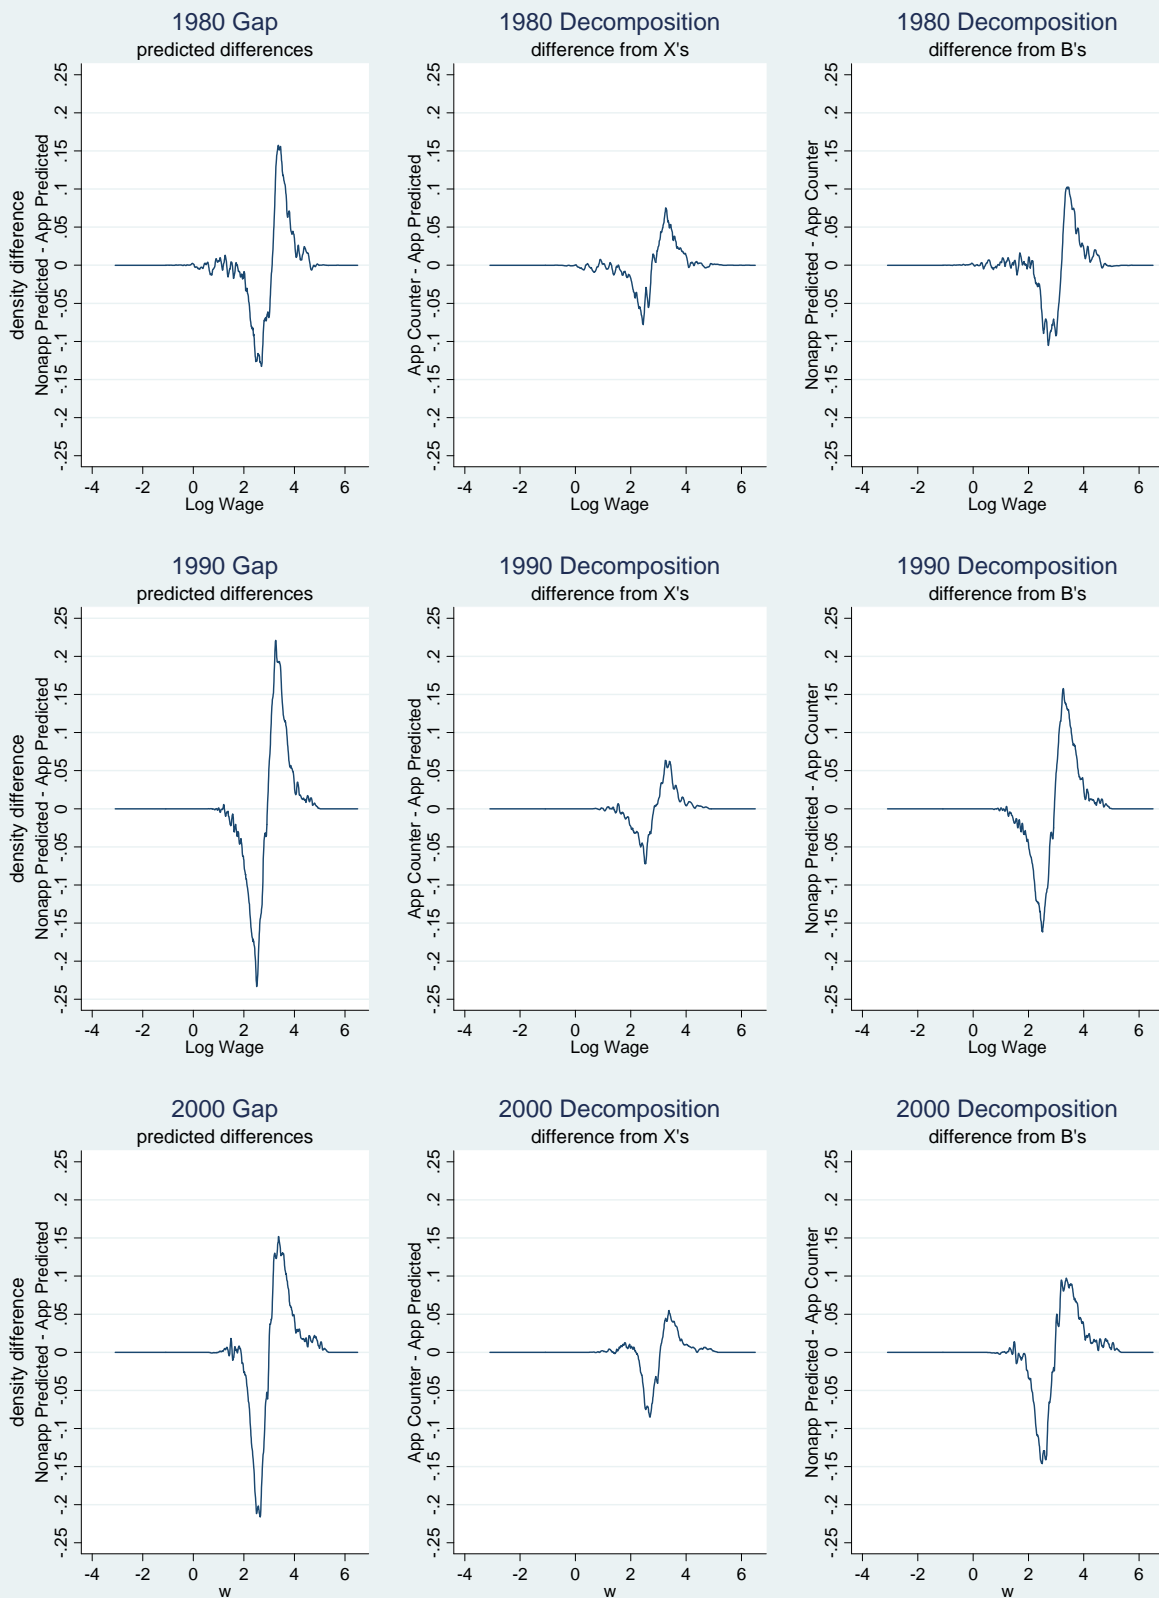 1980 Gap
predicted differences
density difference
Nonapp Predicted - App Predicted
.25
.2
.15
.1
.05
0
-.05
-.1
-.15
-.2
-.25
-4 -2 0 2 4 6
Log Wage
1980 Decomposition
difference from X's
App Counter - App Predicted
.25
.2
.15
.1
.05
0
-.05
-.1
-.15
-.2
-.25
-4 -2 0 2 4 6
Log Wage
1980 Decomposition
difference from B's
Nonapp Predicted - App Counter
.25
.2
.15
.1
.05
0
-.05
-.1
-.15
-.2
-.25
-4 -2 0 2 4 6
Log Wage
1990 Gap
predicted differences
density difference
Nonapp Predicted - App Predicted
.25
.2
.15
.1
.05
0
-.05
-.1
-.15
-.2
-.25
-4 -2 0 2 4 6
Log Wage
1990 Decomposition
difference from X's
App Counter - App Predicted
.25
.2
.15
.1
.05
0
-.05
-.1
-.15
-.2
-.25
-4 -2 0 2 4 6
Log Wage
1990 Decomposition
difference from B's
Nonapp Predicted - App Counter
.25
.2
.15
.1
.05
0
-.05
-.1
-.15
-.2
-.25
-4 -2 0 2 4 6
Log Wage
2000 Gap
predicted differences
density difference
Nonapp Predicted - App Predicted
.25
.2
.15
.1
.05
0
-.05
-.1
-.15
-.2
-.25
-4 -2 0 2 4 6
w
2000 Decomposition
difference from X's
App Counter - App Predicted
.25
.2
.15
.1
.05
0
-.05
-.1
-.15
-.2
-.25
-4 -2 0 2 4 6
w
2000 Decomposition
difference from B's
Nonapp Predicted - App Counter
.25
.2
.15
.1
.05
0
-.05
-.1
-.15
-.2
-.25
-4 -2 0 2 4 6
w